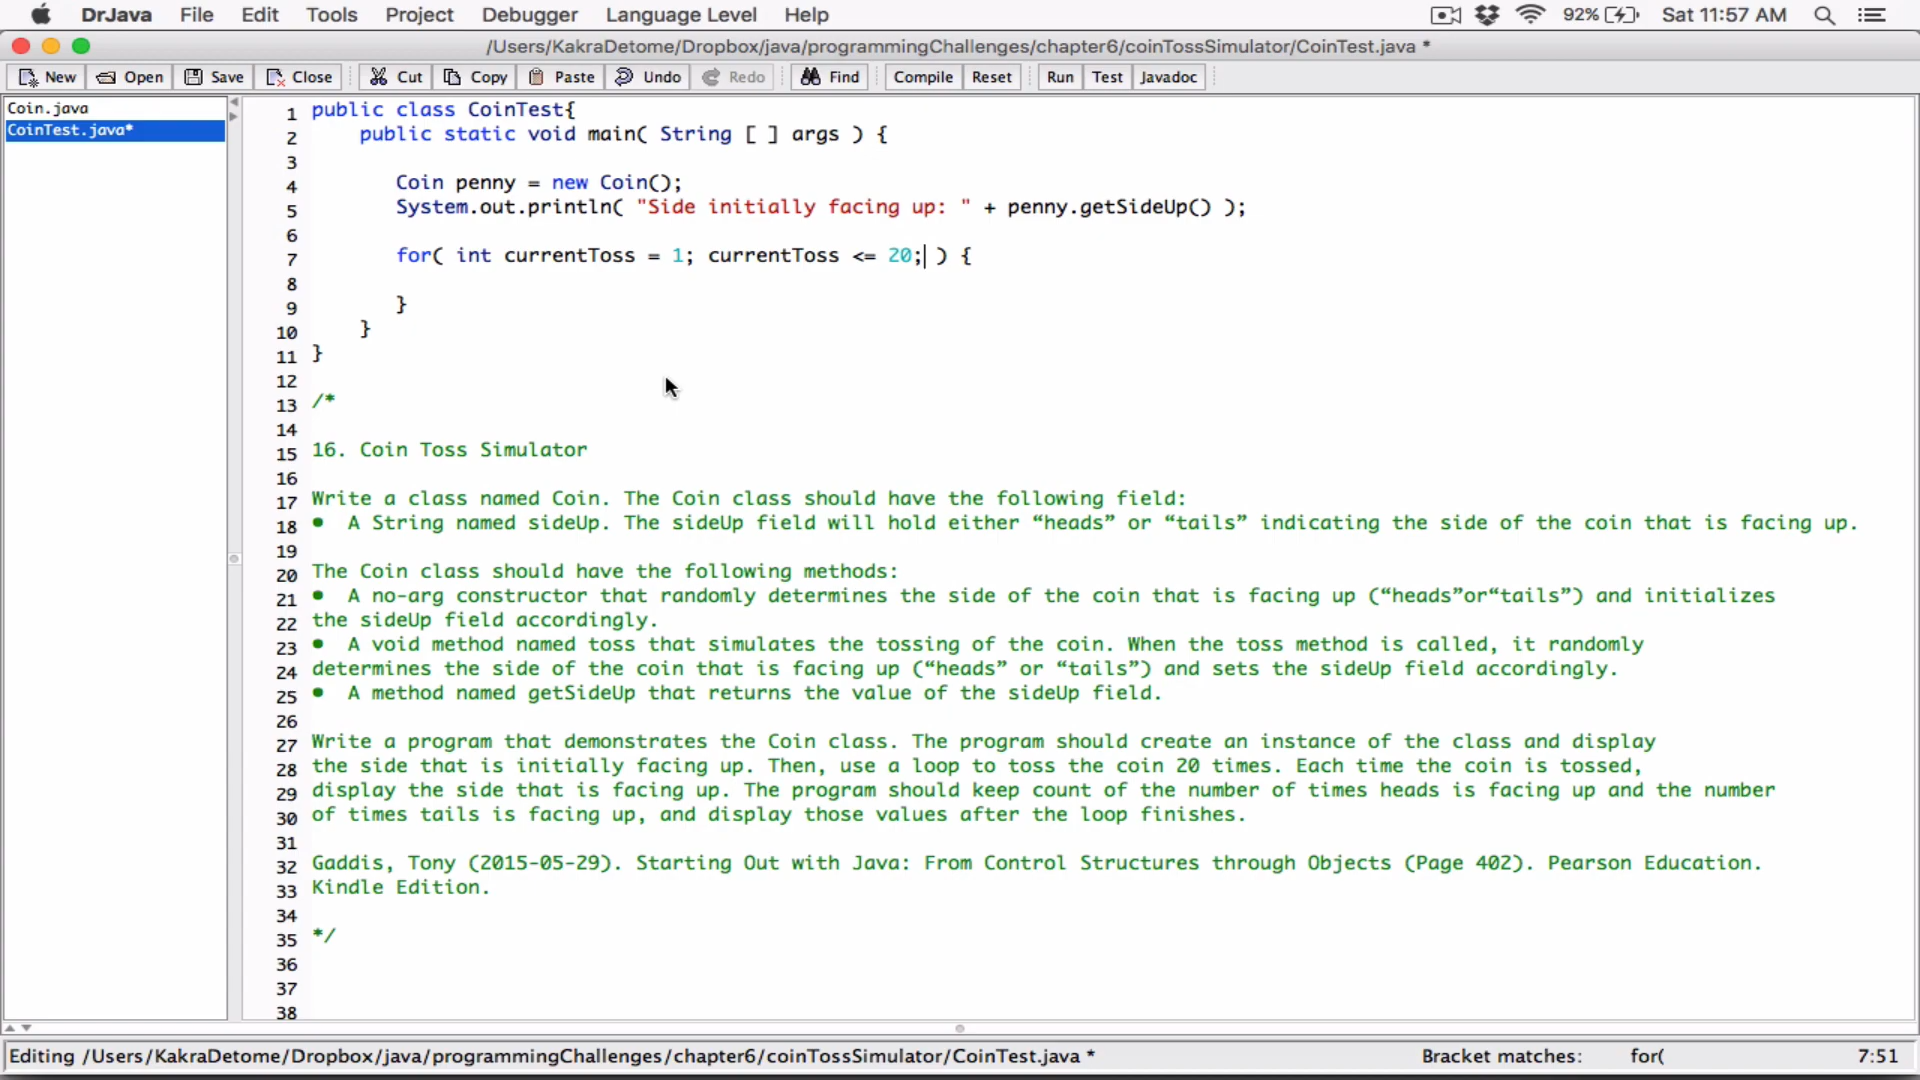 DrJava File Edit Tools Project Debugger Language Level Help 92% Sat 11:57 AM
/Users/KakraDetome/Dropbox/java/programmingChallenges/chapter6/coinTossSimulator/CoinTest.java *
New Open Save Close Cut Copy Paste Undo Redo Find Compile Reset Run Test Javadoc
Coin.java
CoinTest.java*
1 public class CoinTest{
2 public static void main( String [ ] args ) {
3
4 Coin penny = new Coin();
5 System.out.println( "Side initially facing up: " + penny.getSideUp() );
6
7 for( int currentToss = 1; currentToss <= 20; ) {
8
9 }
10 }
11 }
12
13 /*
14
15 16. Coin Toss Simulator
16
17 Write a class named Coin. The Coin class should have the following field:
18 • A String named sideUp. The sideUp field will hold either “heads” or “tails” indicating the side of the coin that is facing up.
19
20 The Coin class should have the following methods:
21 • A no-arg constructor that randomly determines the side of the coin that is facing up (“heads”or“tails”) and initializes
22 the sideUp field accordingly.
23 • A void method named toss that simulates the tossing of the coin. When the toss method is called, it randomly
24 determines the side of the coin that is facing up (“heads” or “tails”) and sets the sideUp field accordingly.
25 • A method named getSideUp that returns the value of the sideUp field.
26
27 Write a program that demonstrates the Coin class. The program should create an instance of the class and display
28 the side that is initially facing up. Then, use a loop to toss the coin 20 times. Each time the coin is tossed,
29 display the side that is facing up. The program should keep count of the number of times heads is facing up and the number
30 of times tails is facing up, and display those values after the loop finishes.
31
32 Gaddis, Tony (2015-05-29). Starting Out with Java: From Control Structures through Objects (Page 402). Pearson Education.
33 Kindle Edition.
34
35 */
36
37
38
Editing /Users/KakraDetome/Dropbox/java/programmingChallenges/chapter6/coinTossSimulator/CoinTest.java * Bracket matches: for( 7:51